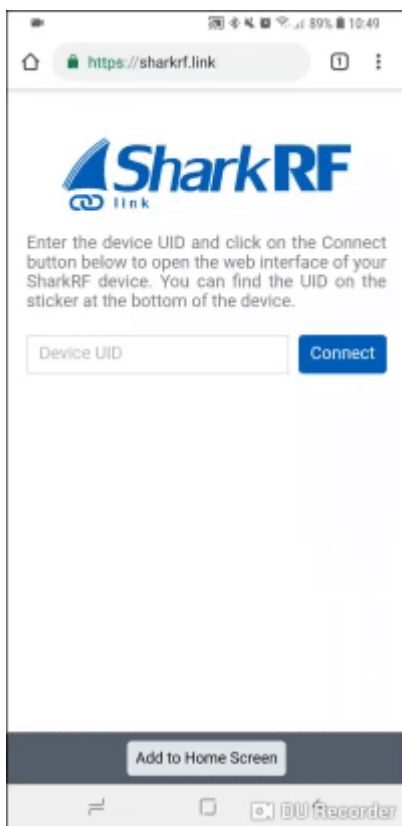 89% 10:49
https://sharkrf.link
1
SharkRF
link
Enter the device UID and click on the Connect
button below to open the web interface of your
SharkRF device. You can find the UID on the
sticker at the bottom of the device.
Device UID
Connect
Add to Home Screen
DU Recorder